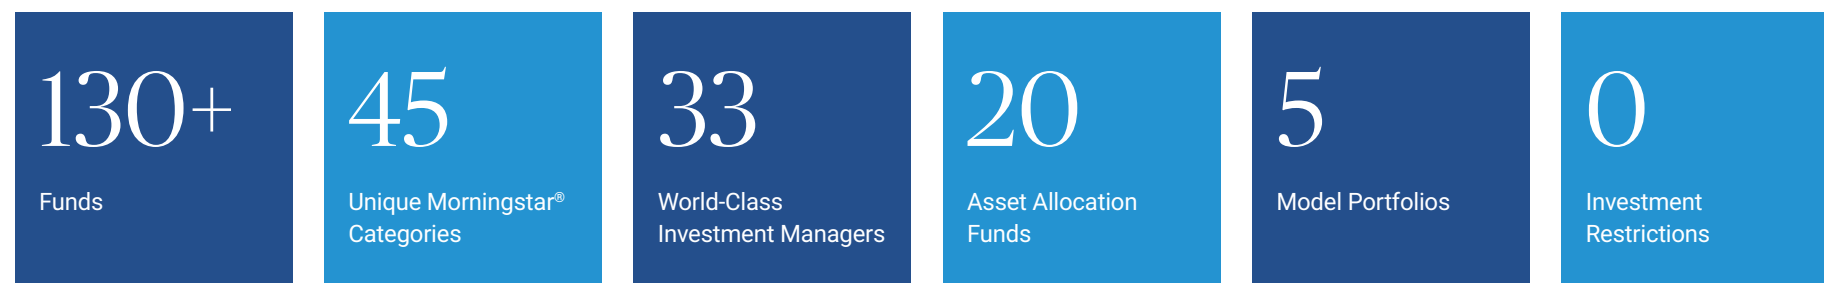 130+
Funds
45
Unique Morningstar®
Categories
33
World-Class
Investment Managers
20
Asset Allocation
Funds
5
Model Portfolios
0
Investment
Restrictions